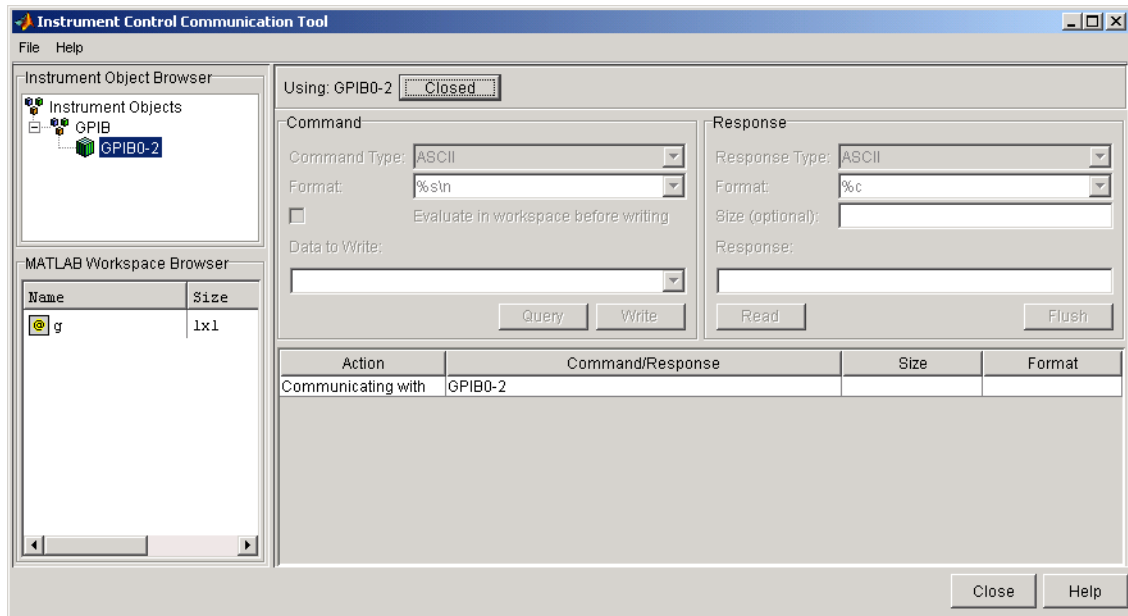 Instrument Control Communication Tool
File Help
Instrument Object Browser
Instrument Objects
GPIB
GPIB0-2
MATLAB Workspace Browser
Name Size
g 1x1
Using: GPIB0-2 Closed
Command
Command Type: ASCII
Format: %s\n
Evaluate in workspace before writing
Data to Write:
Query Write
Response
Response Type: ASCII
Format: %c
Size (optional):
Response:
Read Flush
Action Command/Response Size Format
Communicating with GPIB0-2
Close Help